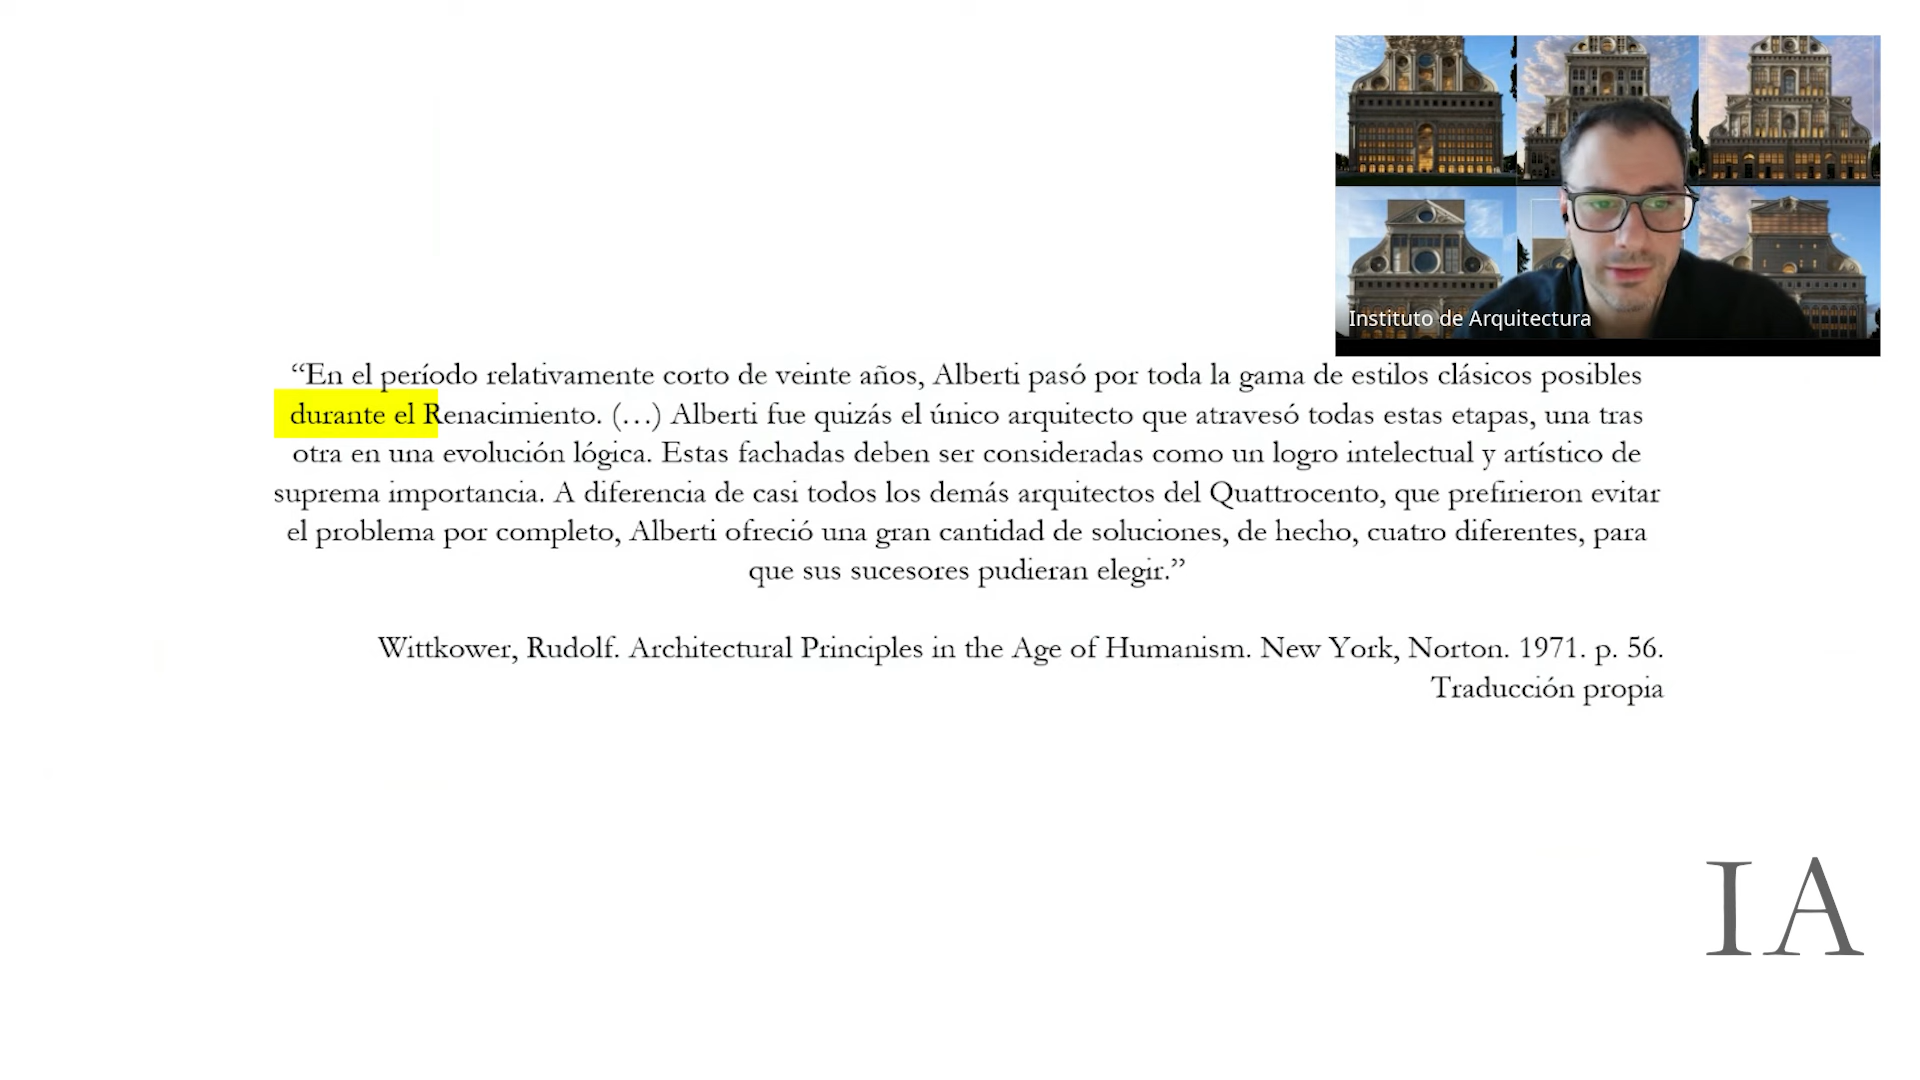 Instituto de Arquitectura
“En el período relativamente corto de veinte años, Alberti pasó por toda la gama de estilos clásicos posibles
durante el Renacimiento. (…) Alberti fue quizás el único arquitecto que atravesó todas estas etapas, una tras
otra en una evolución lógica. Estas fachadas deben ser consideradas como un logro intelectual y artístico de
suprema importancia. A diferencia de casi todos los demás arquitectos del Quattrocento, que prefirieron evitar
el problema por completo, Alberti ofreció una gran cantidad de soluciones, de hecho, cuatro diferentes, para
que sus sucesores pudieran elegir.”
Wittkower, Rudolf. Architectural Principles in the Age of Humanism. New York, Norton. 1971. p. 56.
Traducción propia
IA